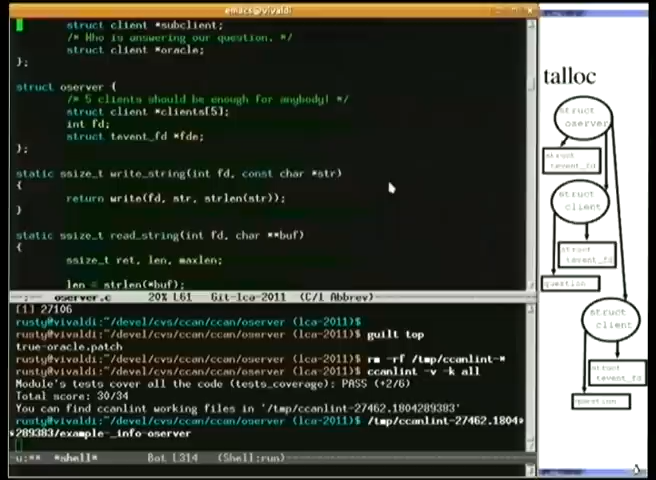 emacs@vivaldi
struct client *subclient;
/* Who is answering our question. */
struct client *oracle;
};
struct oserver {
/* 5 clients should be enough for anybody! */
struct client *clients[5];
int fd;
struct tevent_fd *fde;
};
static ssize_t write_string(int fd, const char *str)
{
return write(fd, str, strlen(str));
}
static ssize_t read_string(int fd, char **buf)
{
ssize_t ret, len, maxlen;
len = strlen(*buf);
oserver.c 20% L61 Git-lca-2011 (C/l Abbrev)
[1] 27106
rusty@vivaldi:~/devel/cvs/ccan/ccan/oserver (lca-2011)$
rusty@vivaldi:~/devel/cvs/ccan/ccan/oserver (lca-2011)$ guilt top
true-oracle.patch
rusty@vivaldi:~/devel/cvs/ccan/ccan/oserver (lca-2011)$ rm -rf /tmp/ccanlint-*
rusty@vivaldi:~/devel/cvs/ccan/ccan/oserver (lca-2011)$ ccanlint -v -k all
Module's tests cover all the code (tests_coverage): PASS (+2/6)
Total score: 30/34
You can find ccanlint working files in '/tmp/ccanlint-27462.1804289383'
rusty@vivaldi:~/devel/cvs/ccan/ccan/oserver (lca-2011)$ /tmp/ccanlint-27462.1804
289383/example-_info-oserver
u:** *shell* Bot L314 (Shell:run)
talloc
struct
oserver
struct
tevent_fd
struct
client
struct
tevent_fd
question
struct
client
struct
tevent_fd
question